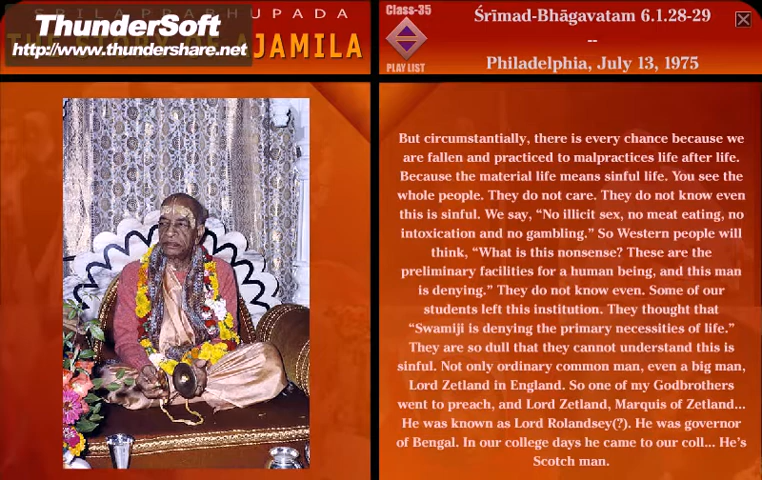 SRILA PRABHUPADA
AJAMILA
ThunderSoft
http://www.thundershare.net
Class-35
PLAY LIST
Śrīmad-Bhāgavatam 6.1.28-29
--
Philadelphia, July 13, 1975
But circumstantially, there is every chance because we
are fallen and practiced to malpractices life after life.
Because the material life means sinful life. You see the
whole people. They do not care. They do not know even
this is sinful. We say, “No illicit sex, no meat eating, no
intoxication and no gambling.” So Western people will
think, “What is this nonsense? These are the
preliminary facilities for a human being, and this man
is denying.” They do not know even. Some of our
students left this institution. They thought that
“Swamiji is denying the primary necessities of life.”
They are so dull that they cannot understand this is
sinful. Not only ordinary common man, even a big man,
Lord Zetland in England. So one of my Godbrothers
went to preach, and Lord Zetland, Marquis of Zetland...
He was known as Lord Rolandsey(?). He was governor
of Bengal. In our college days he came to our coll... He’s
Scotch man.